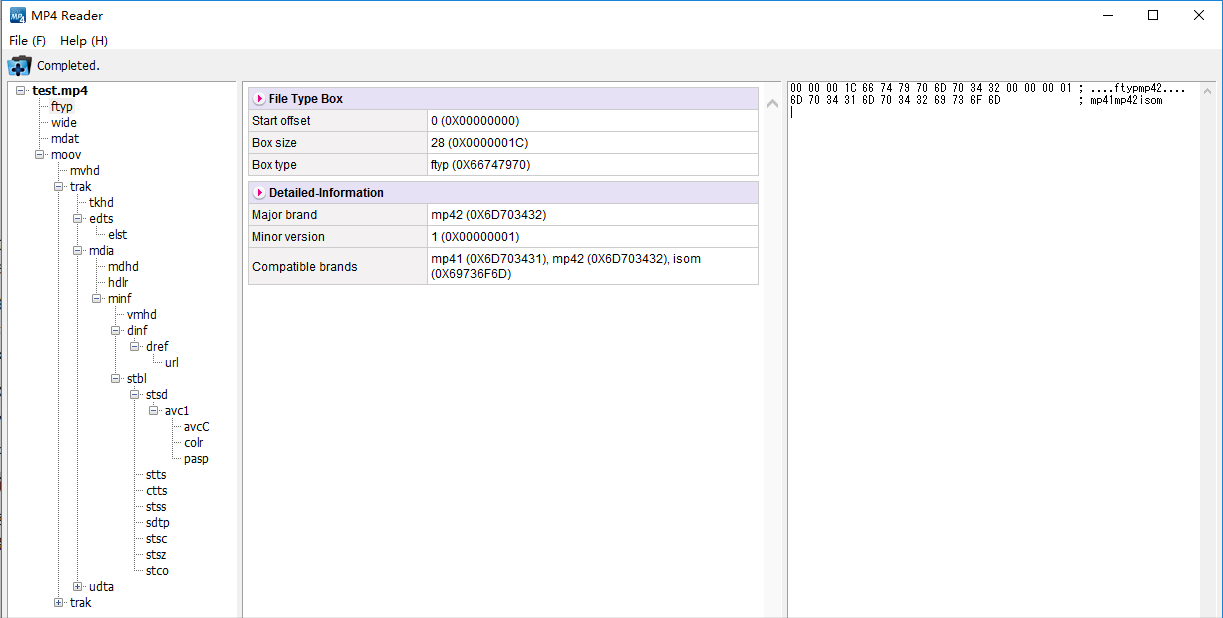 MP4 Reader
File (F) Help (H)
Completed.
test.mp4
ftyp
wide
mdat
moov
mvhd
trak
tkhd
edts
elst
mdia
mdhd
hdlr
minf
vmhd
dinf
dref
url
stbl
stsd
avc1
avcC
colr
pasp
stts
ctts
stss
sdtp
stsc
stsz
stco
udta
trak
File Type Box
Start offset 0 (0X00000000)
Box size 28 (0X0000001C)
Box type ftyp (0X66747970)
Detailed-Information
Major brand mp42 (0X6D703432)
Minor version 1 (0X00000001)
Compatible brands mp41 (0X6D703431), mp42 (0X6D703432), isom
(0X69736F6D)
00 00 00 1C 66 74 79 70 6D 70 34 32 00 00 00 01 ; ....ftypmp42....
6D 70 34 31 6D 70 34 32 69 73 6F 6D ; mp41mp42isom